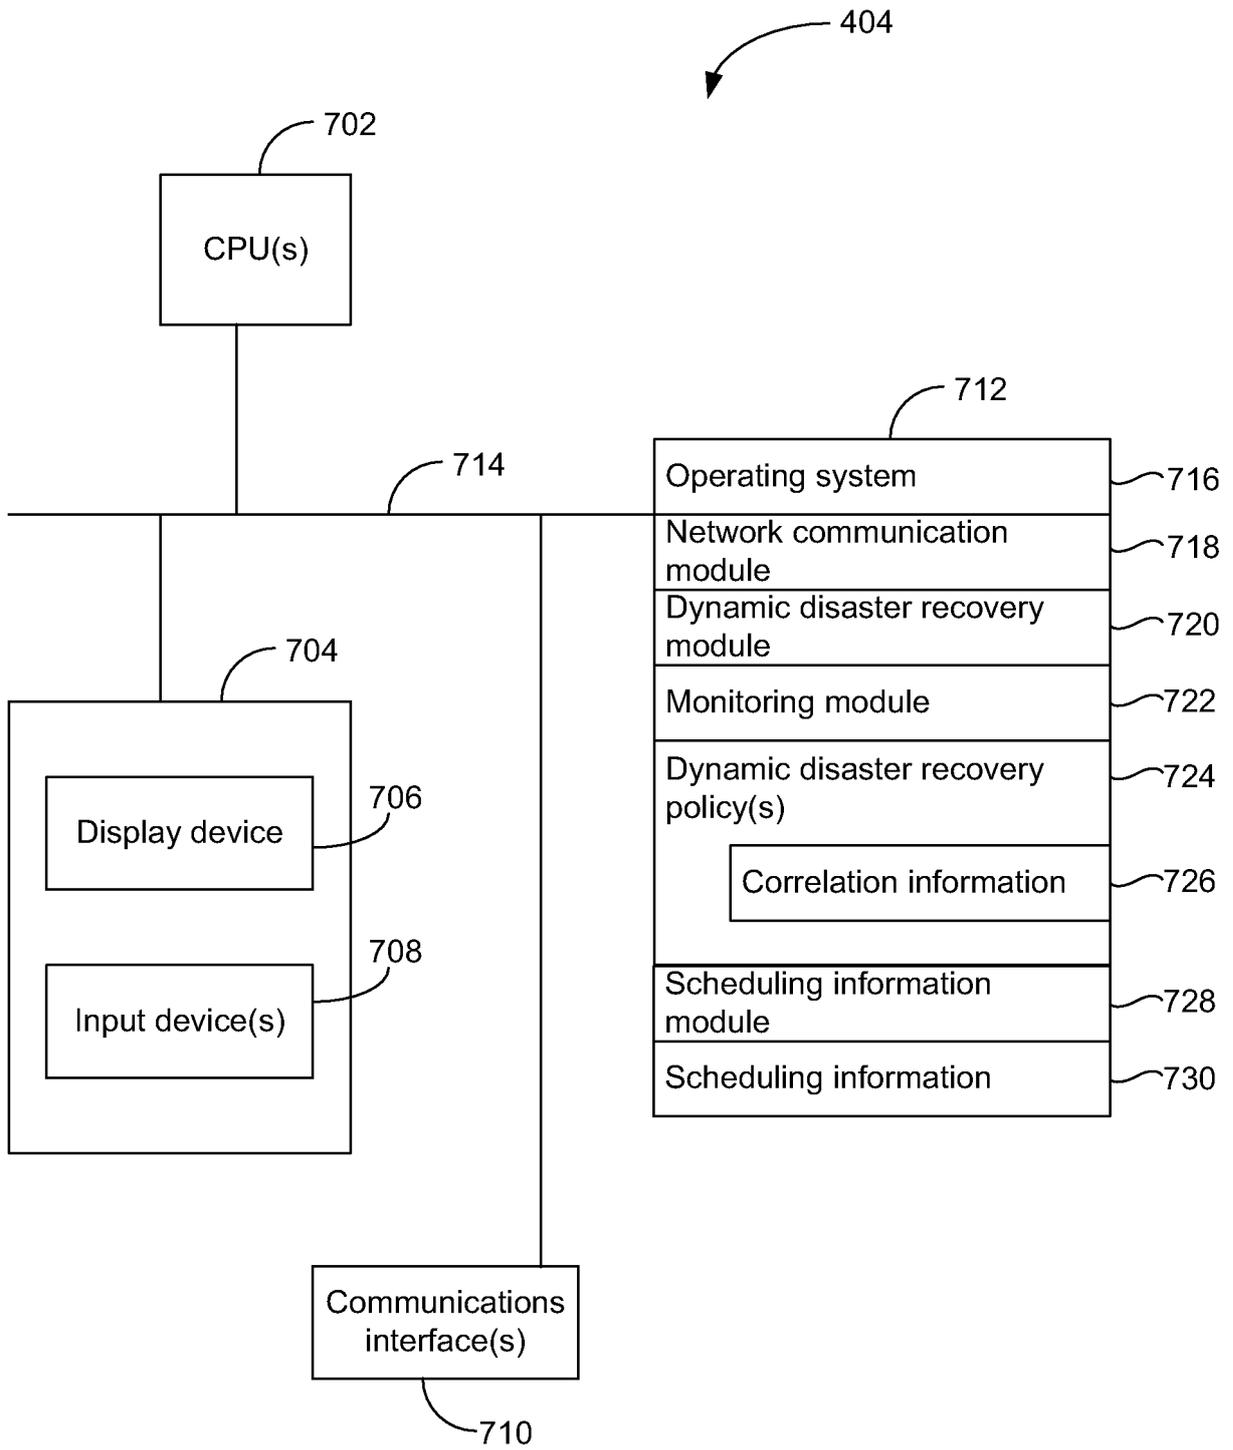 404
702
CPU(s)
712
714
Operating system
716
Network communication
module
718
Dynamic disaster recovery
module
720
704
Monitoring module
722
Dynamic disaster recovery
policy(s)
724
706
Display device
Correlation information
726
708
Input device(s)
Scheduling information
module
728
Scheduling information
730
Communications
interface(s)
710